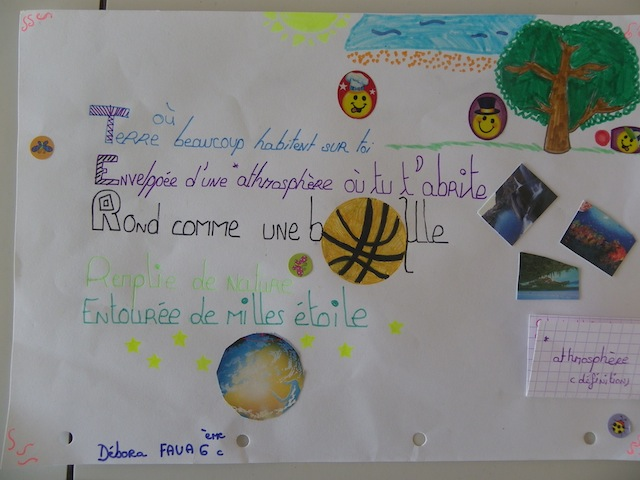 où
Terre beaucoup habitent sur toi
Enveloppée d'une *athmosphère où tu t'abrite
Rond comme une b lle
Remplie de Nature
Entourée de milles étoile
* athmosphère
(définition)
Débora FAVA 6ème c